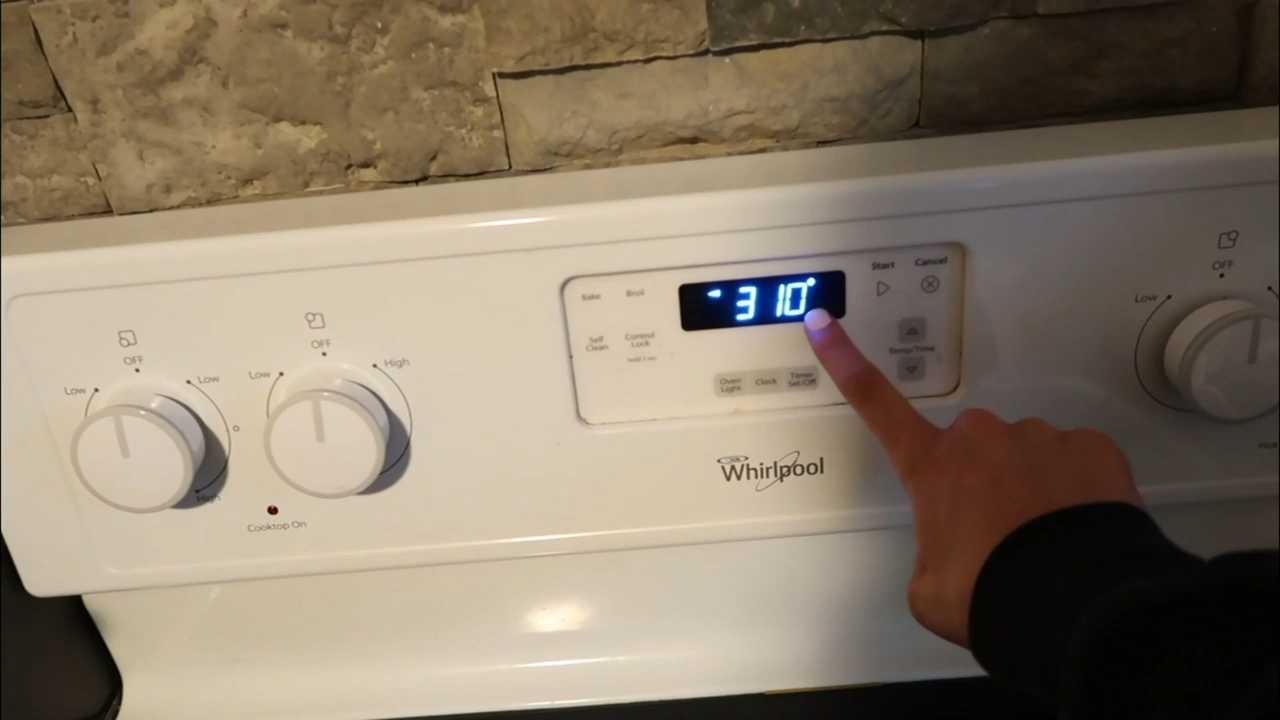 OFF
Low
Low
High
OFF
Low
High
Cooktop On
Bake
Broil
Self
Clean
Control
Lock
310°
Start
Cancel
Temp/Time
Oven
Light
Clock
Timer
Set/Off
Whirlpool
OFF
Low